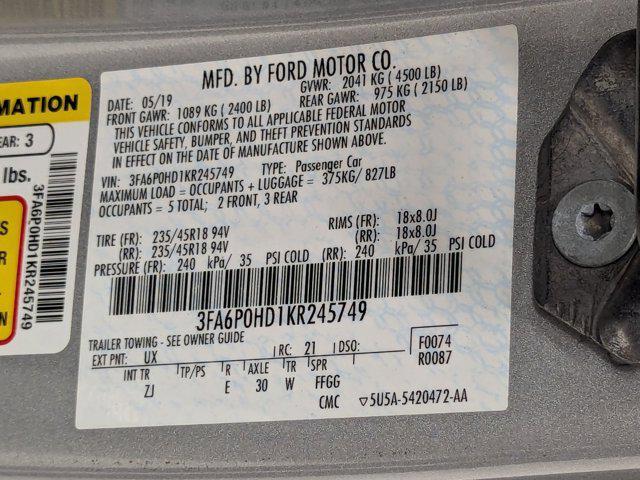 MFD. BY FORD MOTOR CO.
DATE: 05/19 GVWR: 2041 KG (4500 LB)
FRONT GAWR: 1089 KG (2400 LB) REAR GAWR: 975 KG (2150 LB)
THIS VEHICLE CONFORMS TO ALL APPLICABLE FEDERAL MOTOR
VEHICLE SAFETY, BUMPER, AND THEFT PREVENTION STANDARDS
IN EFFECT ON THE DATE OF MANUFACTURE SHOWN ABOVE.
VIN: 3FA6P0HD1KR245749 TYPE: Passenger Car
MAXIMUM LOAD = OCCUPANTS + LUGGAGE = 375KG/ 827LB
OCCUPANTS = 5 TOTAL; 2 FRONT, 3 REAR
TIRE (FR): 235/45R18 94V RIMS (FR): 18x8.0J
(RR): 235/45R18 94V (RR): 18x8.0J
PRESSURE (FR): 240 kPa/ 35 PSI COLD (RR): 240 kPa/ 35 PSI COLD
3FA6P0HD1KR245749
TRAILER TOWING - SEE OWNER GUIDE
EXT PNT: UX RC: 21 DSO: F0074
R0087
INT TR TP/PS R AXLE TR SPR
ZJ E 30 W FFGG
CMC ▽5U5A-5420472-AA
RMATION
EAR: 3
lbs.
3FA6P0HD1KR245749
S
R
N